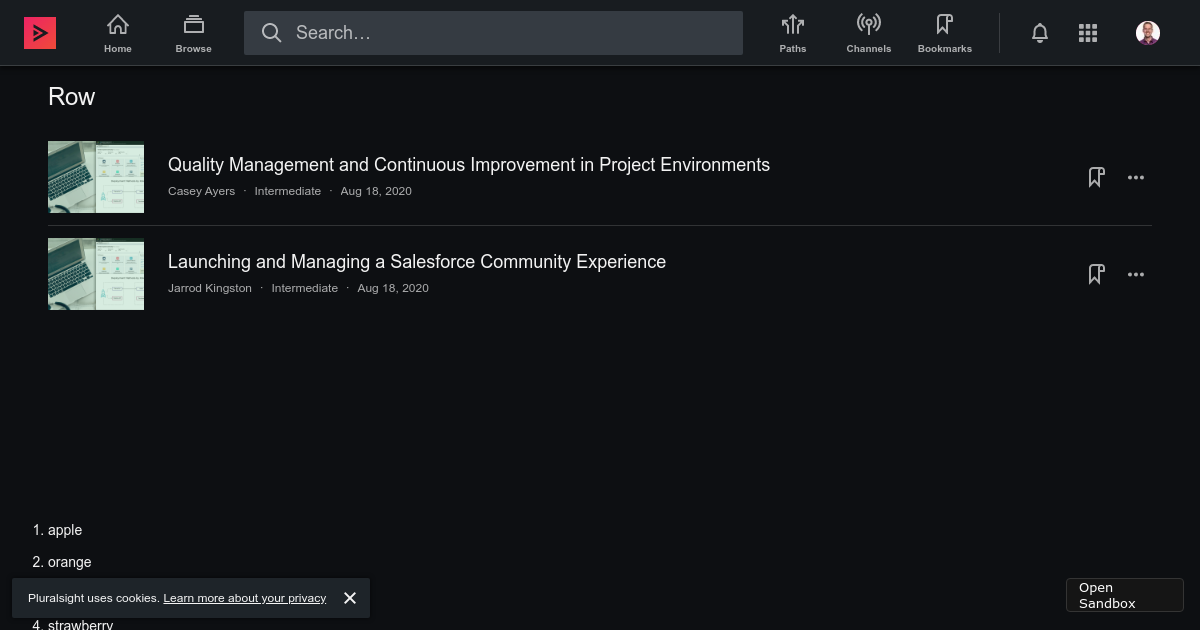 Home
Browse
Search...
Paths
Channels
Bookmarks
Row
Quality Management and Continuous Improvement in Project Environments
Casey Ayers · Intermediate · Aug 18, 2020
Launching and Managing a Salesforce Community Experience
Jarrod Kingston · Intermediate · Aug 18, 2020
1. apple
2. orange
Pluralsight uses cookies. Learn more about your privacy
Open
Sandbox
4. strawberry